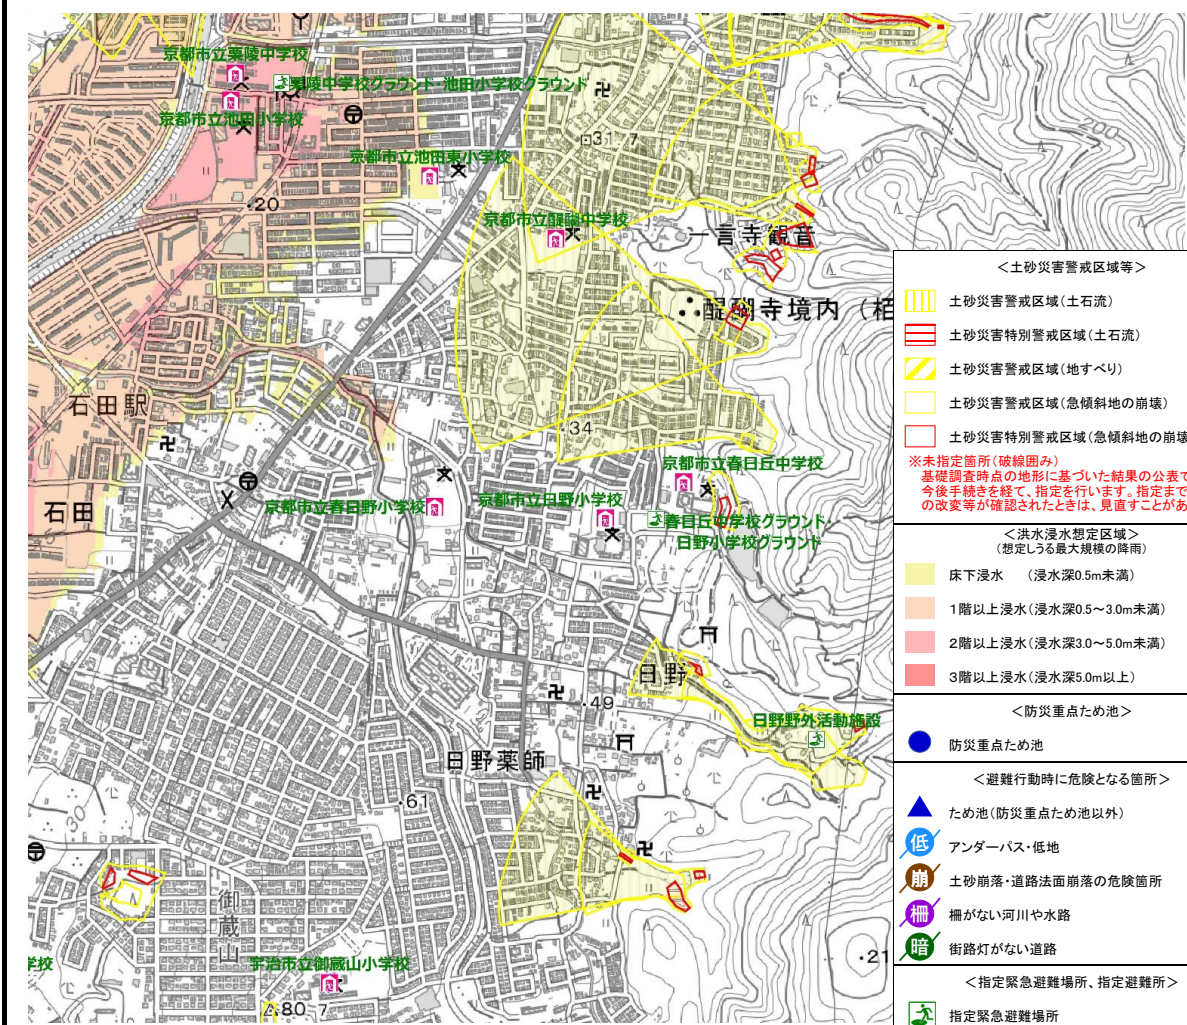 京都市立栗陵中学校
栗陵中学校グラウンド・池田小学校グラウンド
京都市立池田小学校
京都市立池田東小学校
31.7
20
京都市立醍醐中学校
一言寺観音
醍醐寺境内（栢
石田駅
34
京都市立春日丘中学校
石田
京都市立春日野小学校
京都市立日野小学校
春日丘中学校グラウンド・
日野小学校グラウンド
日野
49
日野野外活動施設
日野薬師
61
30
御蔵山
宇治市立御蔵山小学校
学校
80.7
21
＜土砂災害警戒区域等＞
土砂災害警戒区域（土石流）
土砂災害特別警戒区域（土石流）
土砂災害警戒区域（地すべり）
土砂災害警戒区域（急傾斜地の崩壊）
土砂災害特別警戒区域（急傾斜地の崩壊
※未指定箇所（破線囲み）
基礎調査時点の地形に基づいた結果の公表で
今後手続きを経て、指定を行います。指定まで
の改変等が確認されたときは、見直すことがあ
＜洪水浸水想定区域＞
（想定しうる最大規模の降雨）
床下浸水　（浸水深0.5m未満）
1階以上浸水（浸水深0.5～3.0m未満）
2階以上浸水（浸水深3.0～5.0m未満）
3階以上浸水（浸水深5.0m以上）
＜防災重点ため池＞
防災重点ため池
＜避難行動時に危険となる箇所＞
ため池（防災重点ため池以外）
低 アンダーパス・低地
崩 土砂崩落・道路法面崩落の危険箇所
柵 柵がない河川や水路
暗 街路灯がない道路
＜指定緊急避難場所、指定避難所＞
指定緊急避難場所